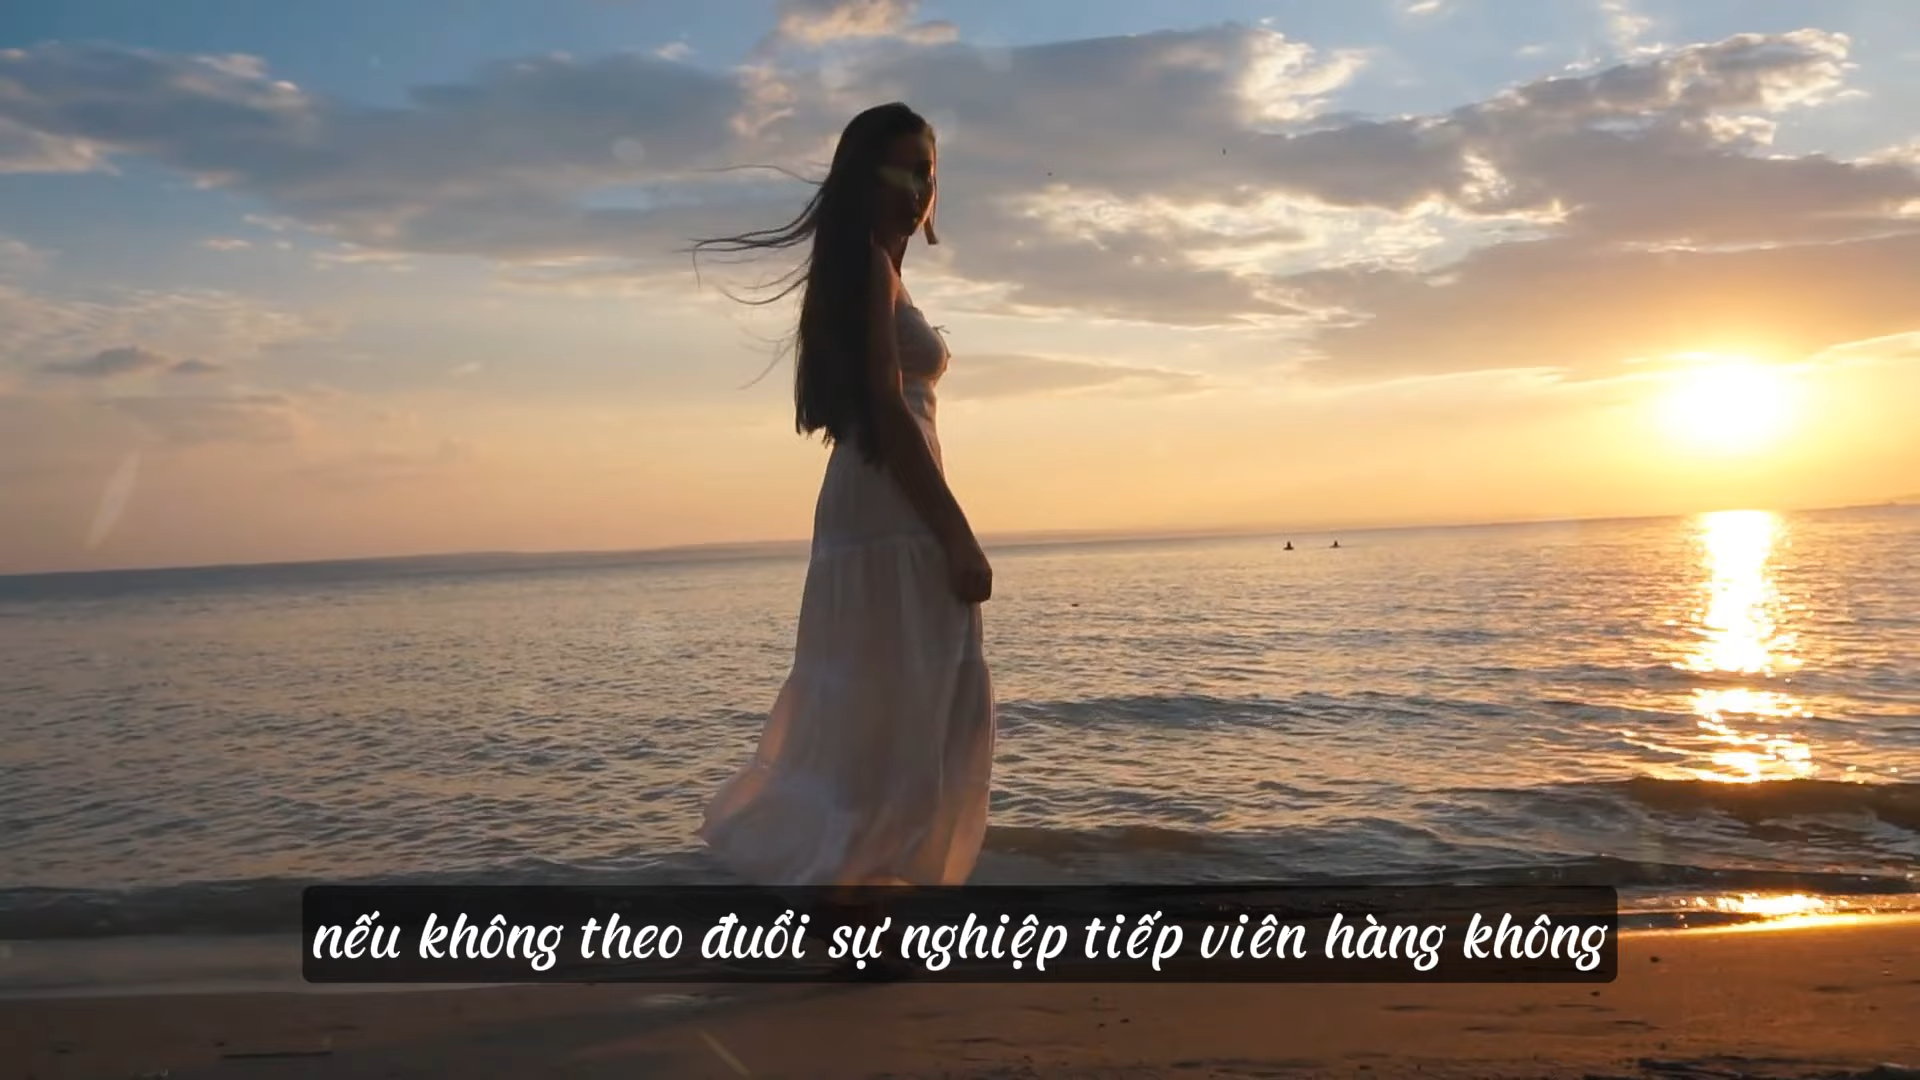 nếu không theo đuổi sự nghiệp tiếp viên hàng không